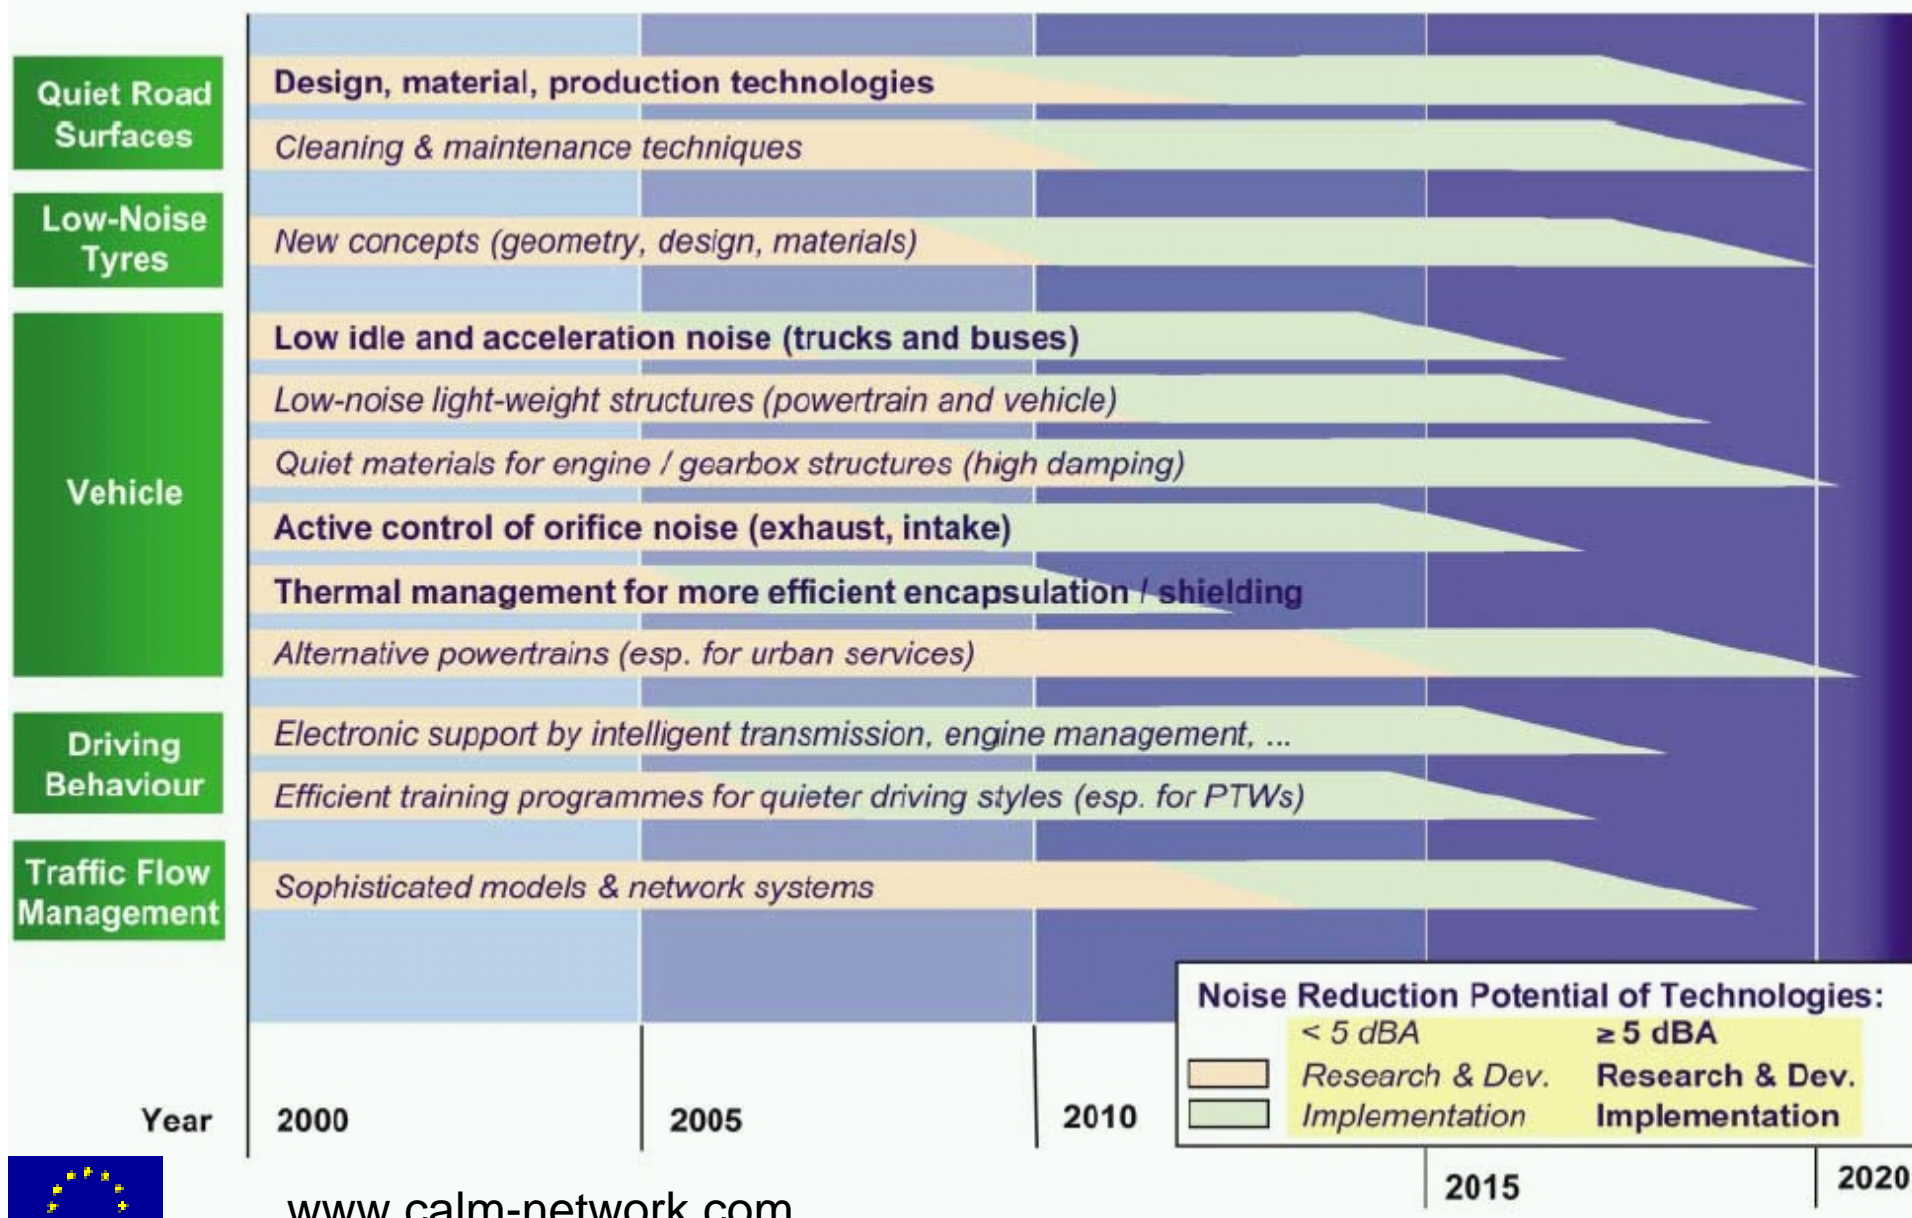 Quiet Road
Surfaces
Design, material, production technologies
Cleaning & maintenance techniques
Low-Noise
Tyres
New concepts (geometry, design, materials)
Vehicle
Low idle and acceleration noise (trucks and buses)
Low-noise light-weight structures (powertrain and vehicle)
Quiet materials for engine / gearbox structures (high damping)
Active control of orifice noise (exhaust, intake)
Thermal management for more efficient encapsulation / shielding
Alternative powertrains (esp. for urban services)
Driving
Behaviour
Electronic support by intelligent transmission, engine management, ...
Efficient training programmes for quieter driving styles (esp. for PTWs)
Traffic Flow
Management
Sophisticated models & network systems
Noise Reduction Potential of Technologies:
< 5 dBA ≥ 5 dBA
Research & Dev. Research & Dev.
Implementation Implementation
Year 2000 2005 2010
2015 2020
www.calm-network.com